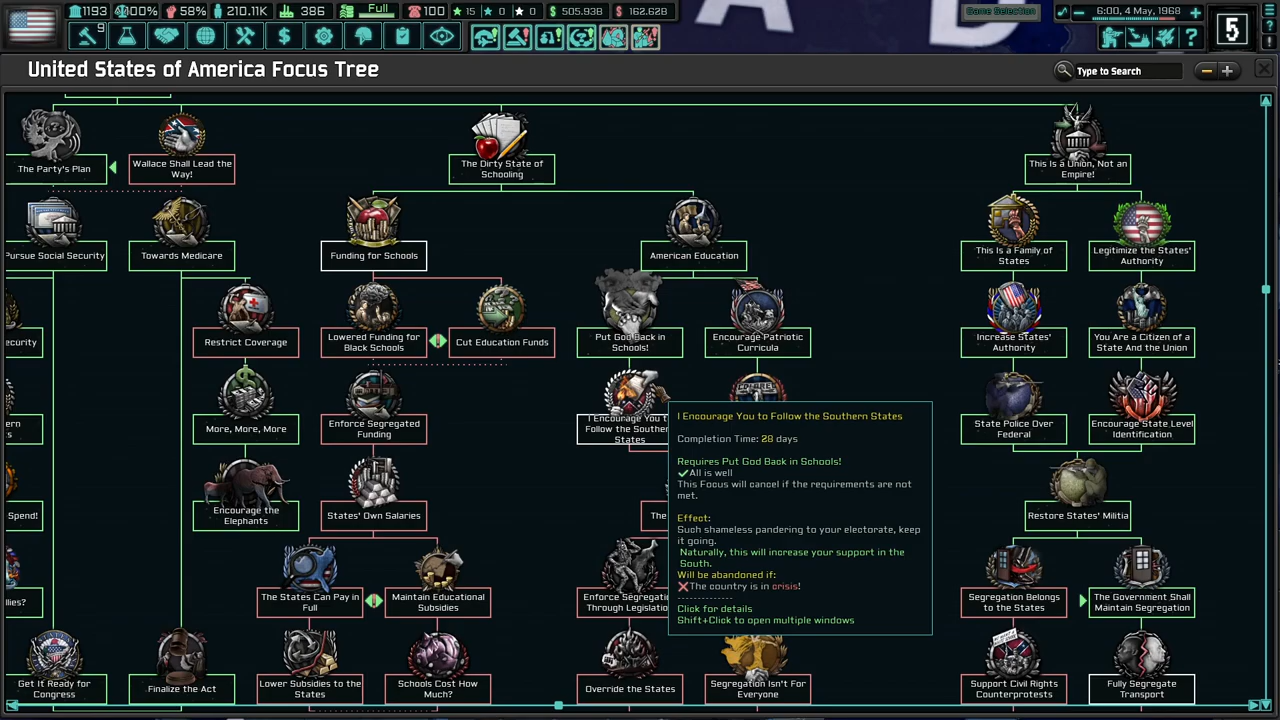 1193
100%
58%
210.11K
386
Full
100
15
0
0
505.93B
162.62B
Game Selection
6:00, 4 May, 1968
5
9
?
United States of America Focus Tree
Type to Search
The Party's Plan
Wallace Shall Lead the
Way!
The Dirty State of
Schooling
This Is a Union, Not an
Empire!
Pursue Social Security
Towards Medicare
Funding for Schools
American Education
This Is a Family of
States
Legitimize the States'
Authority
ecurity
Restrict Coverage
Lowered Funding for
Black Schools
Cut Education Funds
Put God Back in
Schools!
Encourage Patriotic
Curricula
Increase States'
Authority
You Are a Citizen of a
State And the Union
More, More, More
Enforce Segregated
Funding
I Encourage You to
Follow the Southern
States
State Police Over
Federal
Encourage State Level
Identification
I Encourage You to Follow the Southern States
Completion Time: 28 days
Requires Put God Back in Schools!
All is well
This Focus will cancel if the requirements are not
met.
Effect:
Such shameless pandering to your electorate, keep
it going.
Naturally, this will increase your support in the
South.
Will be abandoned if:
The country is in crisis!
-----------
Click for details
Shift+Click to open multiple windows
Spend!
Encourage the
Elephants
States' Own Salaries
The
Restore States' Militia
lies?
The States Can Pay in
Full
Maintain Educational
Subsidies
Enforce Segregation
Through Legislation
Segregation Belongs
to the States
The Government Shall
Maintain Segregation
Get It Ready for
Congress
Finalize the Act
Lower Subsidies to the
States
Schools Cost How
Much?
Override the States
Segregation Isn't For
Everyone
Support Civil Rights
Counterprotests
Fully Segregate
Transport